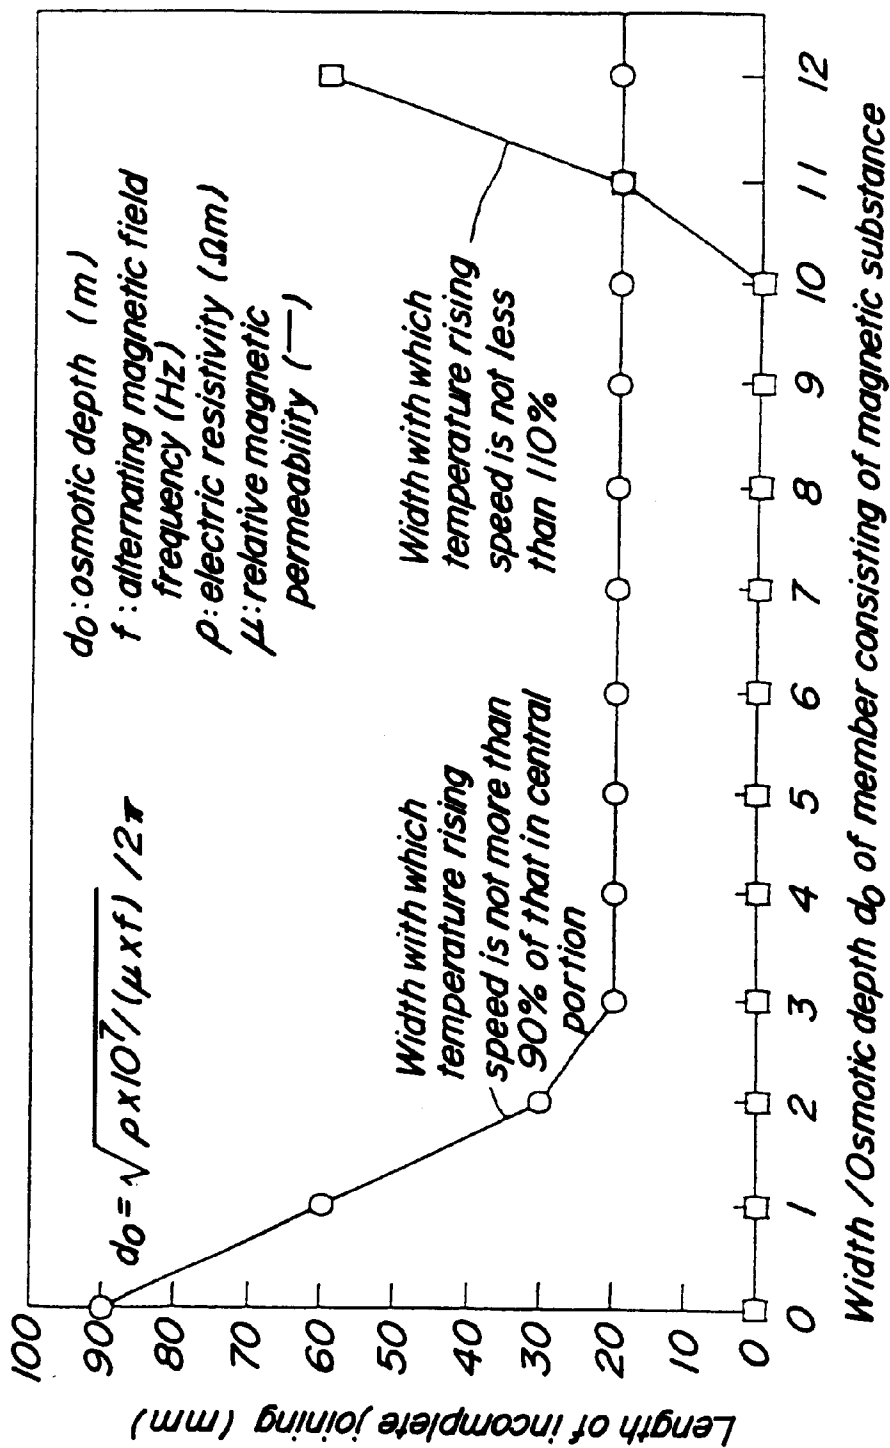 d₀ = √ρ×10⁷/(μ×f) /2π
d₀: osmotic depth (m)
f: alternating magnetic field
frequency (Hz)
ρ: electric resistivity (Ωm)
μ: relative magnetic
permeability (—)
Width with which
temperature rising
speed is not more than
90% of that in central
portion
Width with which
temperature rising
speed is not less
than 110%
Length of incomplete joining (mm)
100
90
80
70
60
50
40
30
20
10
0
0 1 2 3 4 5 6 7 8 9 10 11 12
Width / Osmotic depth d₀ of member consisting of magnetic substance